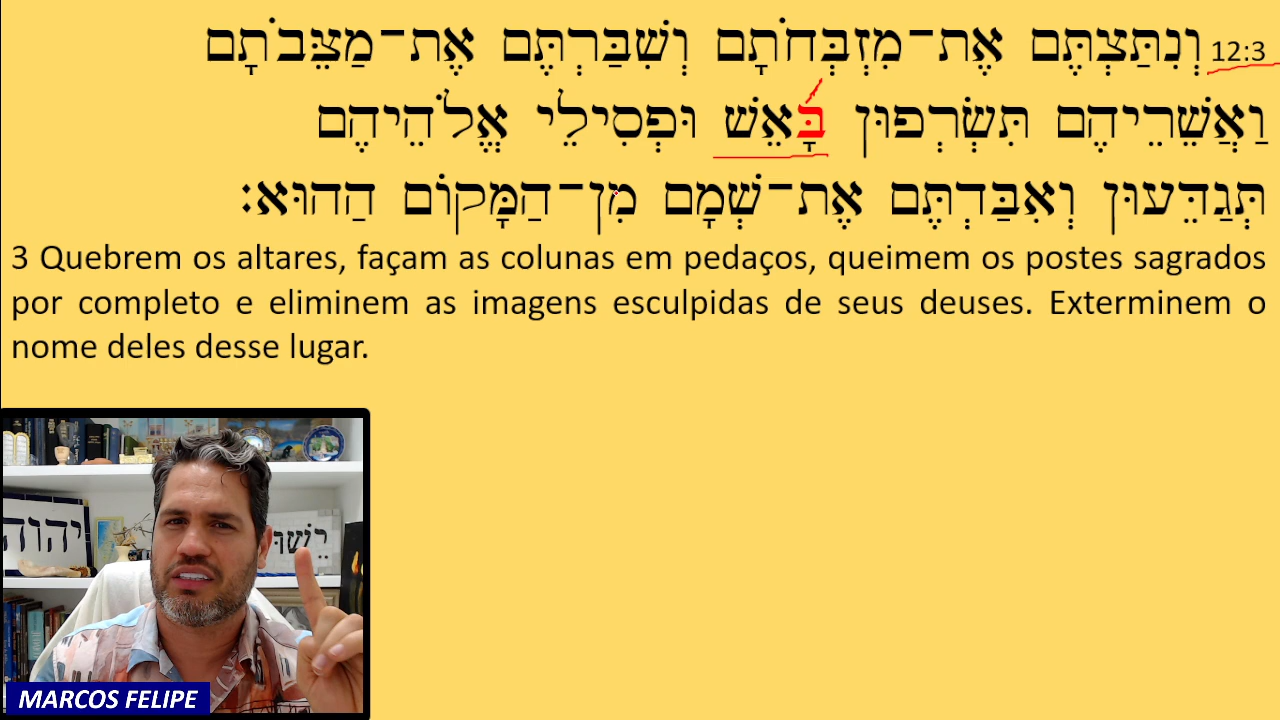 12:3 וְנִתַּצְתֶּם אֶת־מִזְבְּחֹתָם וְשִׁבַּרְתֶּם אֶת־מַצֵּבֹתָם
וַאֲשֵׁרֵיהֶם תִּשְׂרְפוּן בָּאֵשׁ וּפְסִילֵי אֱלֹהֵיהֶם
תְּגַדֵּעוּן וְאִבַּדְתֶּם אֶת־שְׁמָם מִן־הַמָּקוֹם הַהוּא׃
3 Quebrem os altares, façam as colunas em pedaços, queimem os postes sagrados
por completo e eliminem as imagens esculpidas de seus deuses. Exterminem o
nome deles desse lugar.
יהוה
MARCOS FELIPE